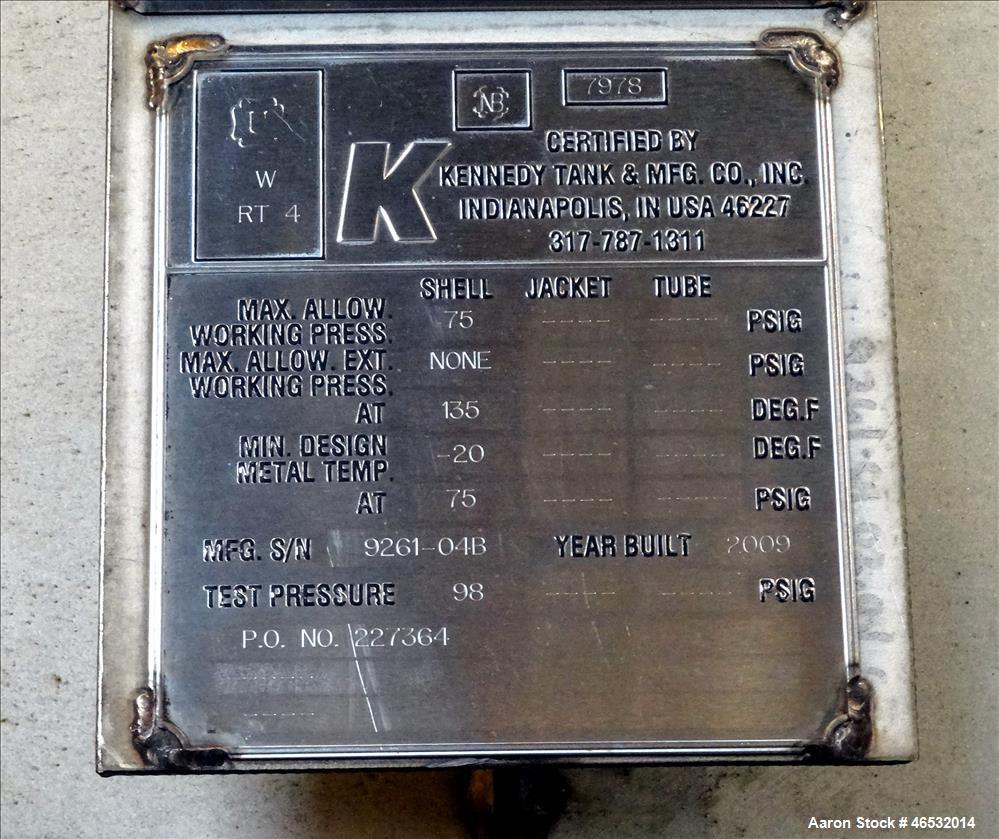 NB 7978
U
W
RT 4
K
CERTIFIED BY
KENNEDY TANK & MFG. CO., INC.
INDIANAPOLIS, IN USA 46227
317-787-1311
SHELL JACKET TUBE
MAX. ALLOW. WORKING PRESS. 75 ---- ---- PSIG
MAX. ALLOW. EXT. WORKING PRESS. NONE ---- ---- PSIG
AT 135 ---- ---- DEG.F
MIN. DESIGN METAL TEMP. -20 ---- ---- DEG.F
AT 75 ---- ---- PSIG
MFG. S/N 9261-04B YEAR BUILT 2009
TEST PRESSURE 98 ---- ---- PSIG
P.O. NO. 227364
----
----
Aaron Stock # 46532014